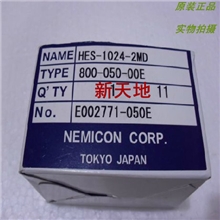 原装正品
实物拍摄
NAME HES-1024-2MD
TYPE 800-050-00E
Q'TY 11
新天地
No. E002771-050E
NEMICON CORP.
TOKYO JAPAN